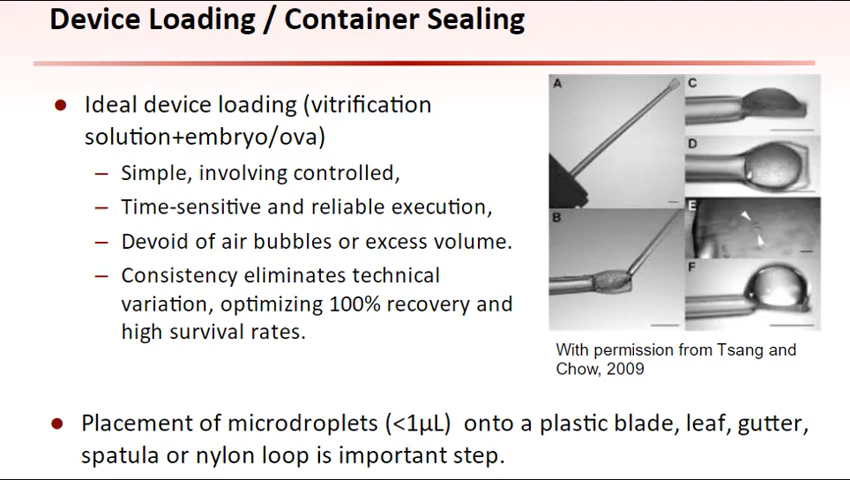 Device Loading / Container Sealing
● Ideal device loading (vitrification
solution+embryo/ova)
– Simple, involving controlled,
– Time-sensitive and reliable execution,
– Devoid of air bubbles or excess volume.
– Consistency eliminates technical
variation, optimizing 100% recovery and
high survival rates.
A
B
C
D
E
F
With permission from Tsang and
Chow, 2009
● Placement of microdroplets (<1µL) onto a plastic blade, leaf, gutter,
spatula or nylon loop is important step.